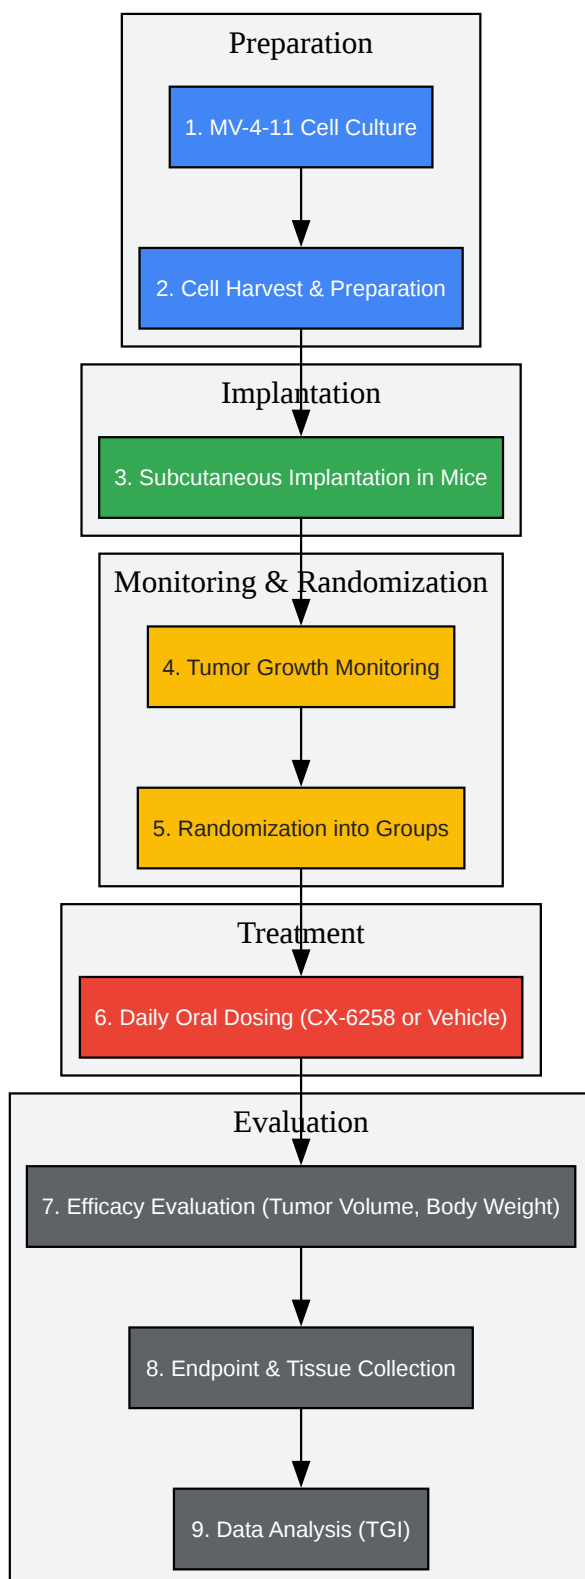 Preparation
1. MV-4-11 Cell Culture
2. Cell Harvest & Preparation
Implantation
3. Subcutaneous Implantation in Mice
Monitoring & Randomization
4. Tumor Growth Monitoring
5. Randomization into Groups
Treatment
6. Daily Oral Dosing (CX-6258 or Vehicle)
Evaluation
7. Efficacy Evaluation (Tumor Volume, Body Weight)
8. Endpoint & Tissue Collection
9. Data Analysis (TGI)